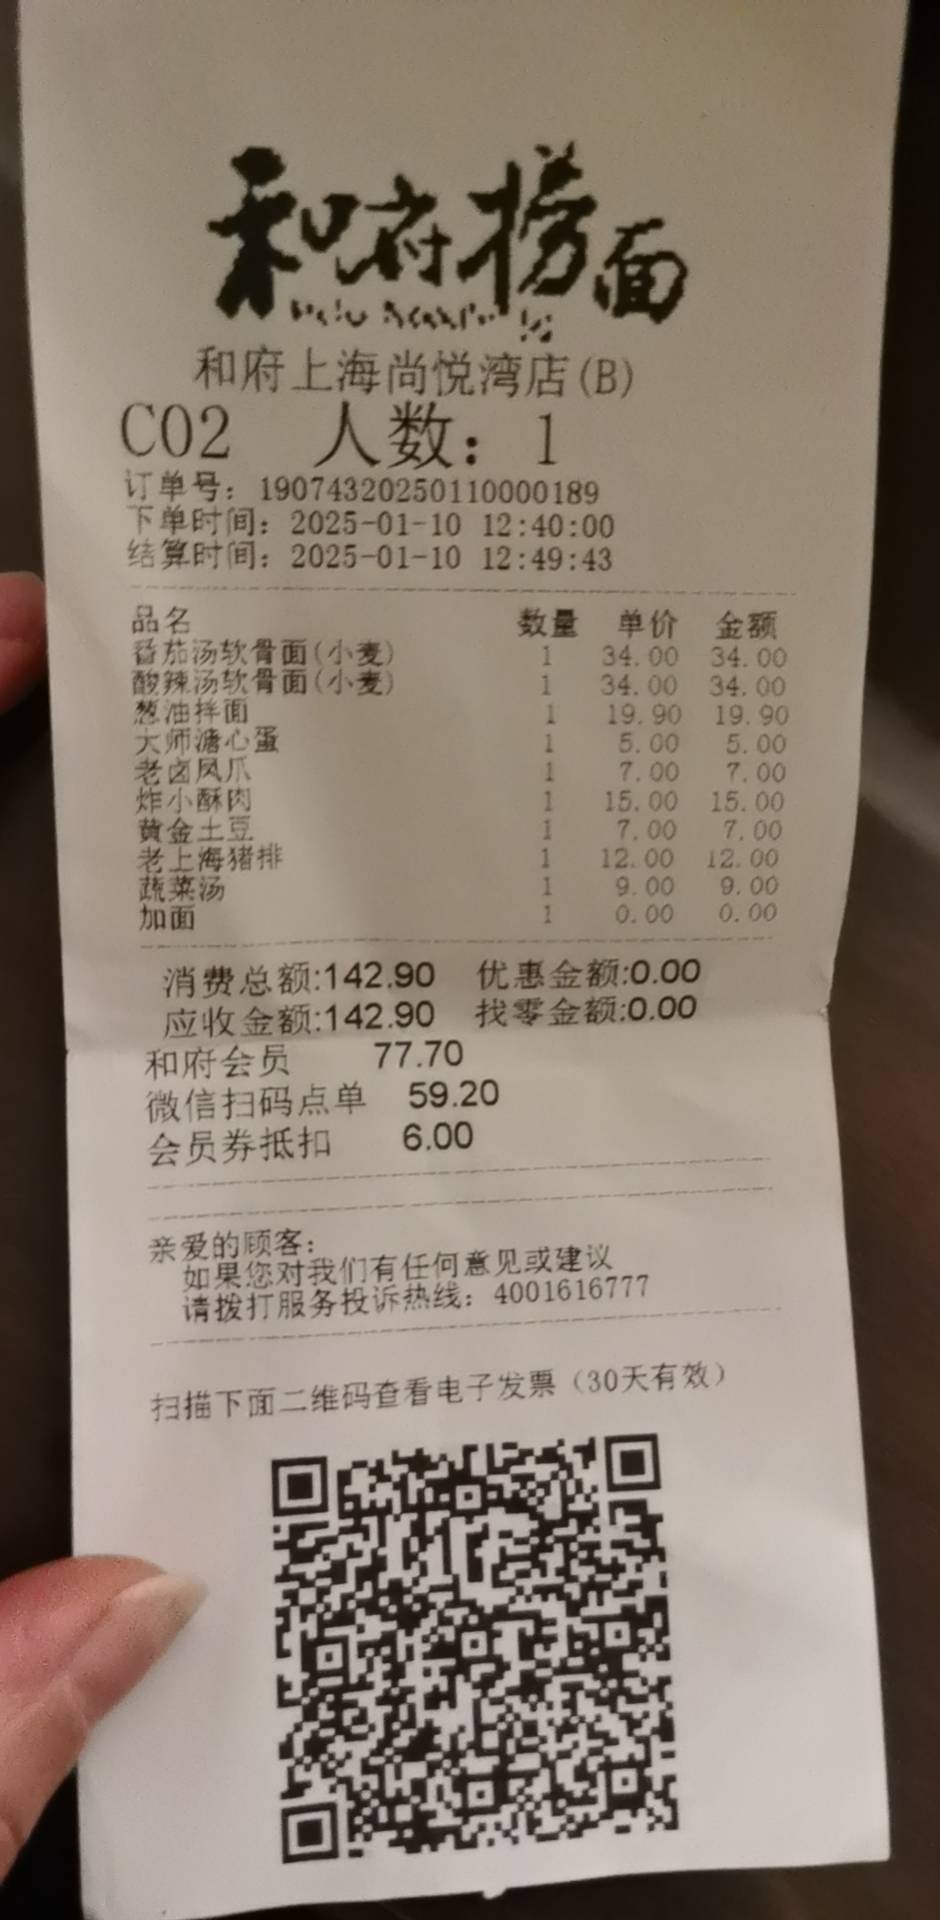 和府捞面
和府上海尚悦湾店(B)
C02 人数：1
订单号：19074320250110000189
下单时间：2025-01-10 12:40:00
结算时间：2025-01-10 12:49:43
品名 数量 单价 金额
番茄汤软骨面(小麦) 1 34.00 34.00
酸辣汤软骨面(小麦) 1 34.00 34.00
葱油拌面 1 19.90 19.90
大师溏心蛋 1 5.00 5.00
老卤凤爪 1 7.00 7.00
炸小酥肉 1 15.00 15.00
黄金土豆 1 7.00 7.00
老上海猪排 1 12.00 12.00
蔬菜汤 1 9.00 9.00
加面 1 0.00 0.00
消费总额:142.90 优惠金额:0.00
应收金额:142.90 找零金额:0.00
和府会员 77.70
微信扫码点单 59.20
会员券抵扣 6.00
亲爱的顾客：
如果您对我们有任何意见或建议
请拨打服务投诉热线：4001616777
扫描下面二维码查看电子发票（30天有效）